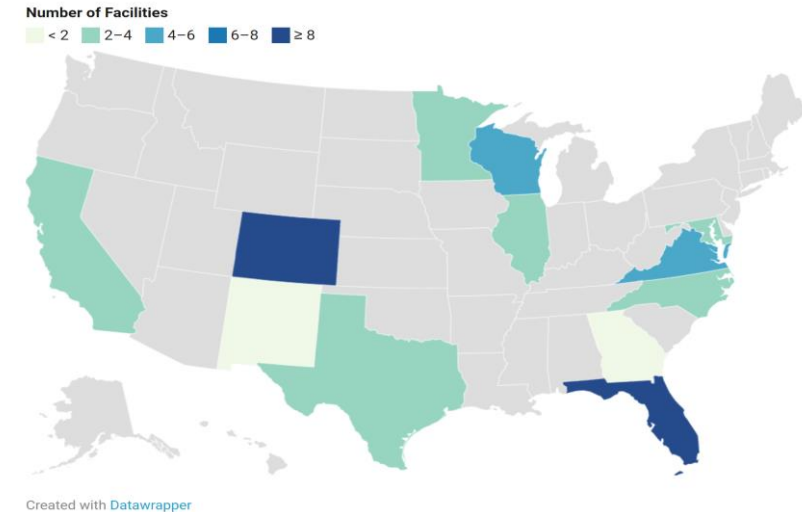 Number of Facilities
< 2 2–4 4–6 6–8 ≥ 8
Created with Datawrapper